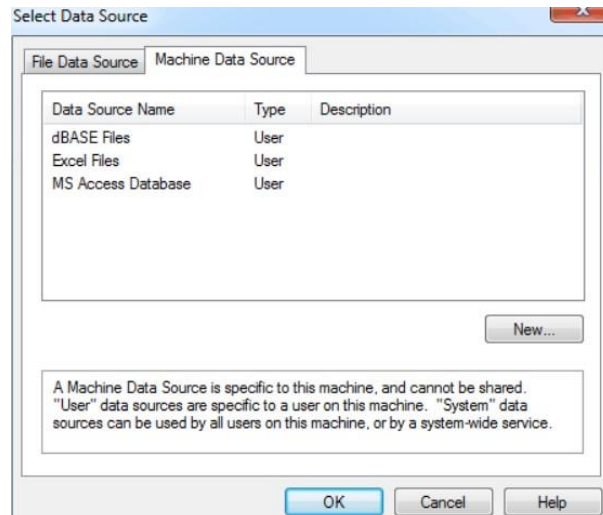 Select Data Source
File Data Source Machine Data Source
Data Source Name Type Description
dBASE Files User
Excel Files User
MS Access Database User
New...
A Machine Data Source is specific to this machine, and cannot be shared.
"User" data sources are specific to a user on this machine. "System" data
sources can be used by all users on this machine, or by a system-wide service.
OK Cancel Help